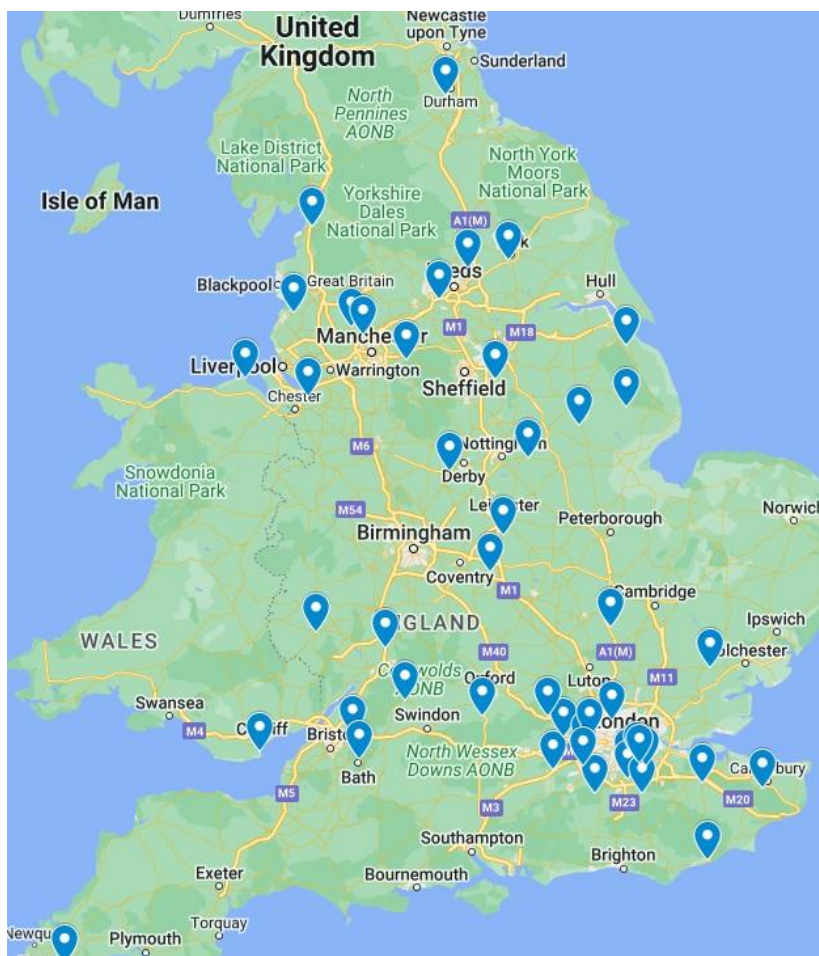 Dumfries
United
Kingdom
Newcastle
upon Tyne
Sunderland
Durham
North
Pennines
AONB
Lake District
National Park
North York
Moors
National Park
Isle of Man
Yorkshire
Dales
National Park
A1(M)
Blackpool
Great Britain
Hull
M1
M18
Liverpool
Warrington
Sheffield
Chester
M6
Derby
Snowdonia
National Park
M54
Peterborough
Norwich
Birmingham
Coventry
M1
Cambridge
Ipswich
WALES
A1(M)
M40
M11
AONB
Oxford
Swansea
M4
Swindon
Bath
North Wessex
Downs AONB
M5
M3
M23
M20
Southampton
Brighton
Exeter
Bournemouth
Torquay
Plymouth